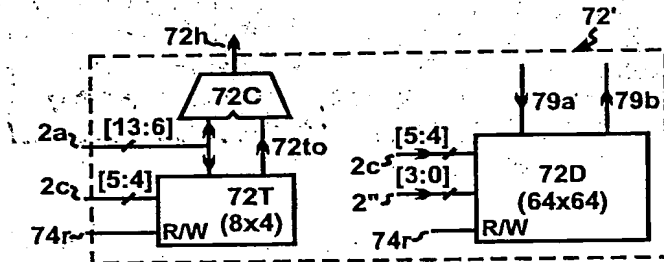 72h
72'
72C
79a
79b
2a
[13:6]
72to
[5:4]
2c
72D
(64x64)
2c
[5:4]
72T
(8x4)
[3:0]
2"
74r
R/W
74r
R/W